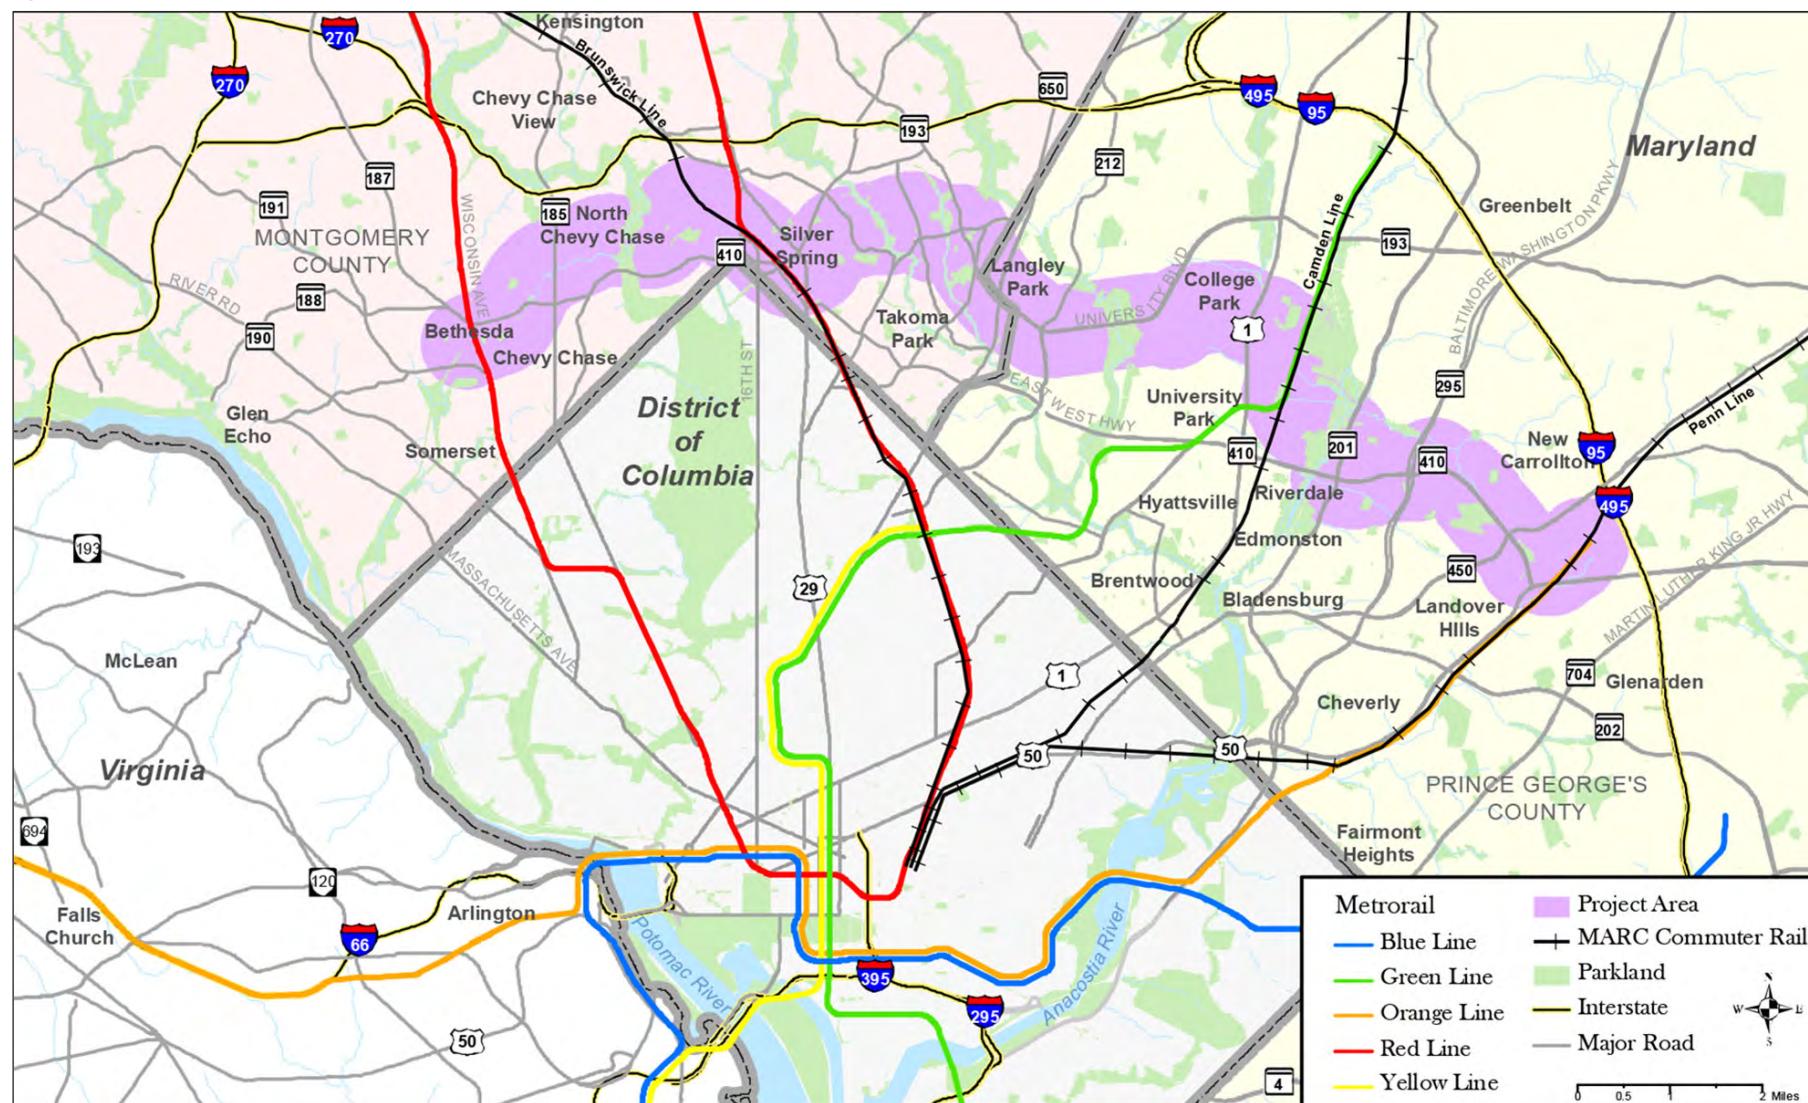 Kensington
270
270
Brunswick Line
Chevy Chase
View
650
495
95
193
Maryland
212
187
191
185
North
Chevy Chase
MONTGOMERY
COUNTY
WISCONSIN AVE
410
Silver
Spring
Greenbelt
193
Camden Line
BALTIMORE WASHINGTON PKWY
RIVER RD
188
190
Langley
Park
College
Park
UNIVERSITY BLVD
1
Bethesda
Chevy Chase
Takoma
Park
16TH ST
EAST WEST HWY
295
Penn Line
Glen
Echo
Somerset
District
of
Columbia
University
Park
410
201
410
New
Carrollton
95
495
Hyattsville
Riverdale
Edmonston
193
MASSACHUSETTS AVE
29
Brentwood
Bladensburg
450
Landover
HIlls
MARTIN LUTHER KING JR HWY
McLean
1
704
Glenarden
Cheverly
202
Virginia
50
50
PRINCE GEORGE'S
COUNTY
694
Fairmont
Heights
120
Falls
Church
66
Arlington
Potomac River
395
295
Anacostia River
50
4
Metrorail
Blue Line
Green Line
Orange Line
Red Line
Yellow Line
Project Area
MARC Commuter Rail
Parkland
Interstate
Major Road
N
W
E
S
0 0.5 1 2 Miles